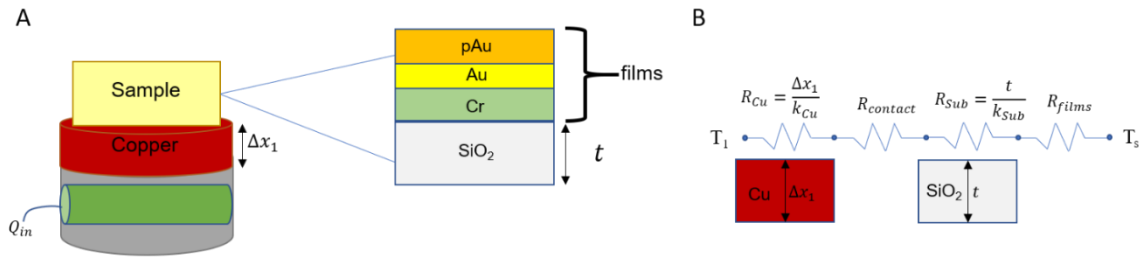 A
Sample
Copper
Δx₁
Q_in
pAu
Au
Cr
SiO₂
films
t
B
R_Cu = Δx₁/k_Cu
R_contact
R_Sub = t/k_Sub
R_films
T₁
Tₛ
Cu
Δx₁
SiO₂
t